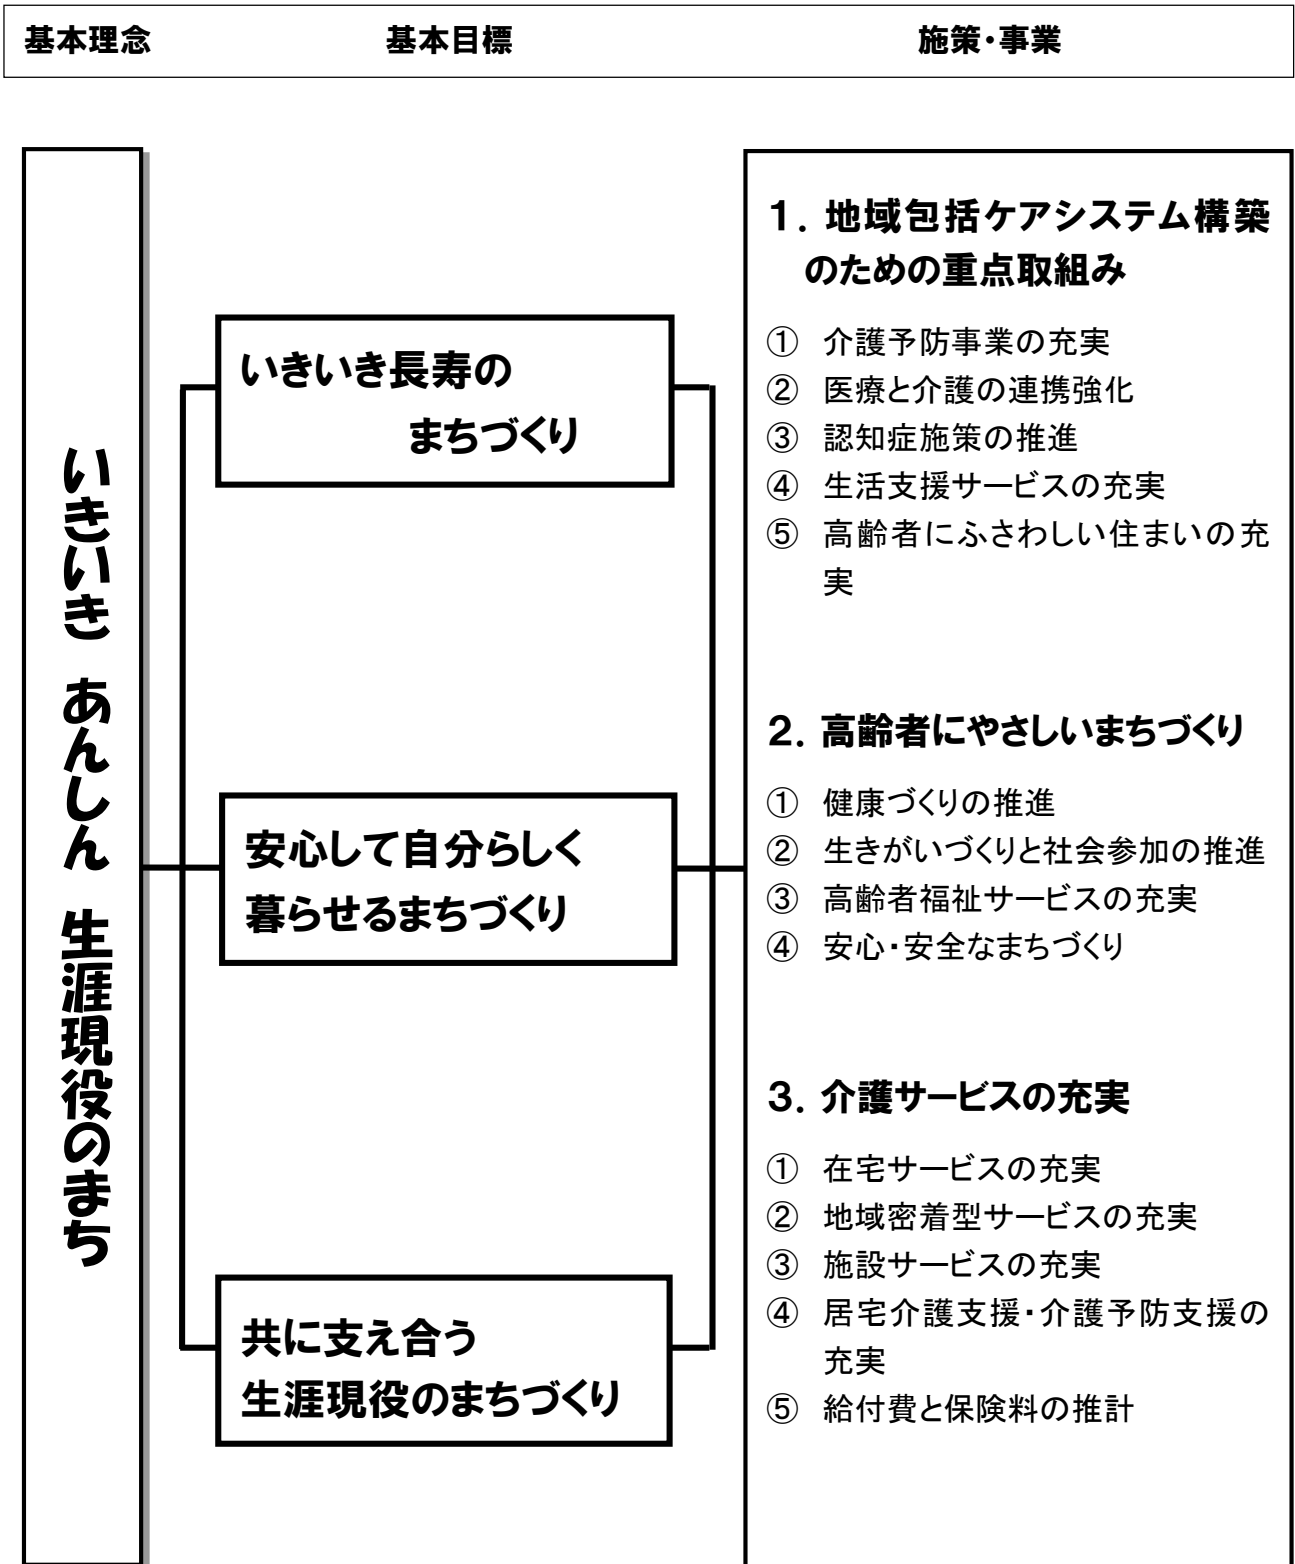 基本理念 基本目標 施策・事業
いきいき あんしん 生涯現役のまち
いきいき長寿の
まちづくり
安心して自分らしく
暮らせるまちづくり
共に支え合う
生涯現役のまちづくり
１．地域包括ケアシステム構築
のための重点取組み
① 介護予防事業の充実
② 医療と介護の連携強化
③ 認知症施策の推進
④ 生活支援サービスの充実
⑤ 高齢者にふさわしい住まいの充
実
２．高齢者にやさしいまちづくり
① 健康づくりの推進
② 生きがいづくりと社会参加の推進
③ 高齢者福祉サービスの充実
④ 安心・安全なまちづくり
３．介護サービスの充実
① 在宅サービスの充実
② 地域密着型サービスの充実
③ 施設サービスの充実
④ 居宅介護支援・介護予防支援の
充実
⑤ 給付費と保険料の推計